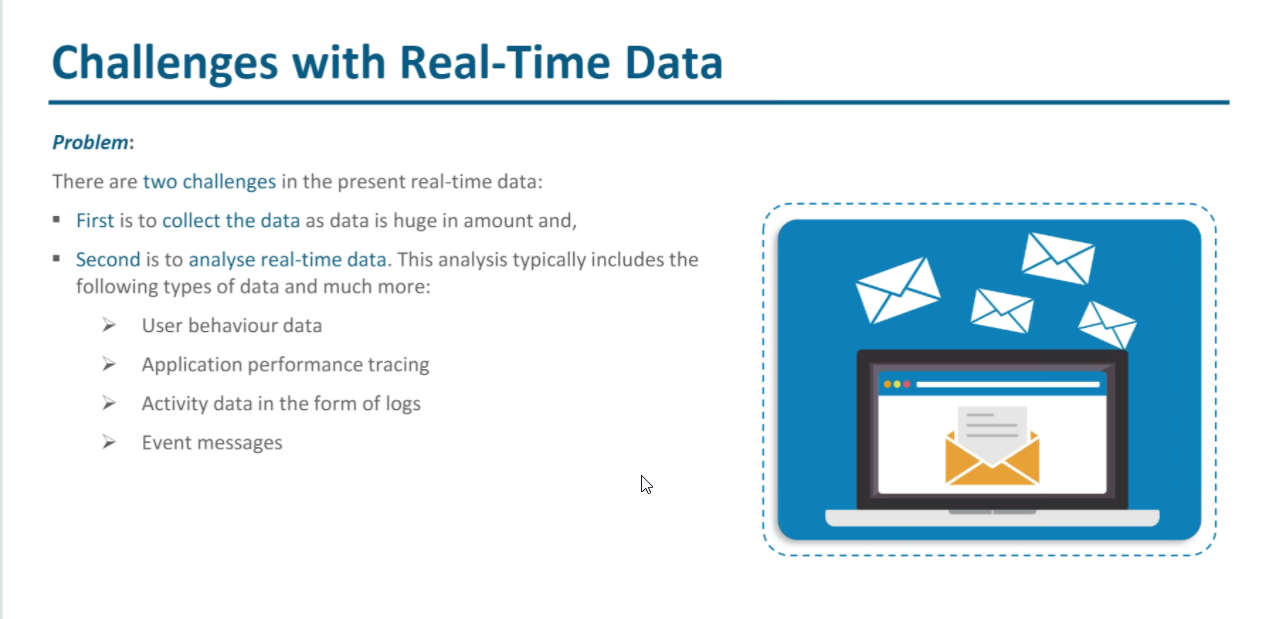 Challenges with Real-Time Data
Problem:
There are two challenges in the present real-time data:
▪ First is to collect the data as data is huge in amount and,
▪ Second is to analyse real-time data. This analysis typically includes the
following types of data and much more:
➢ User behaviour data
➢ Application performance tracing
➢ Activity data in the form of logs
➢ Event messages